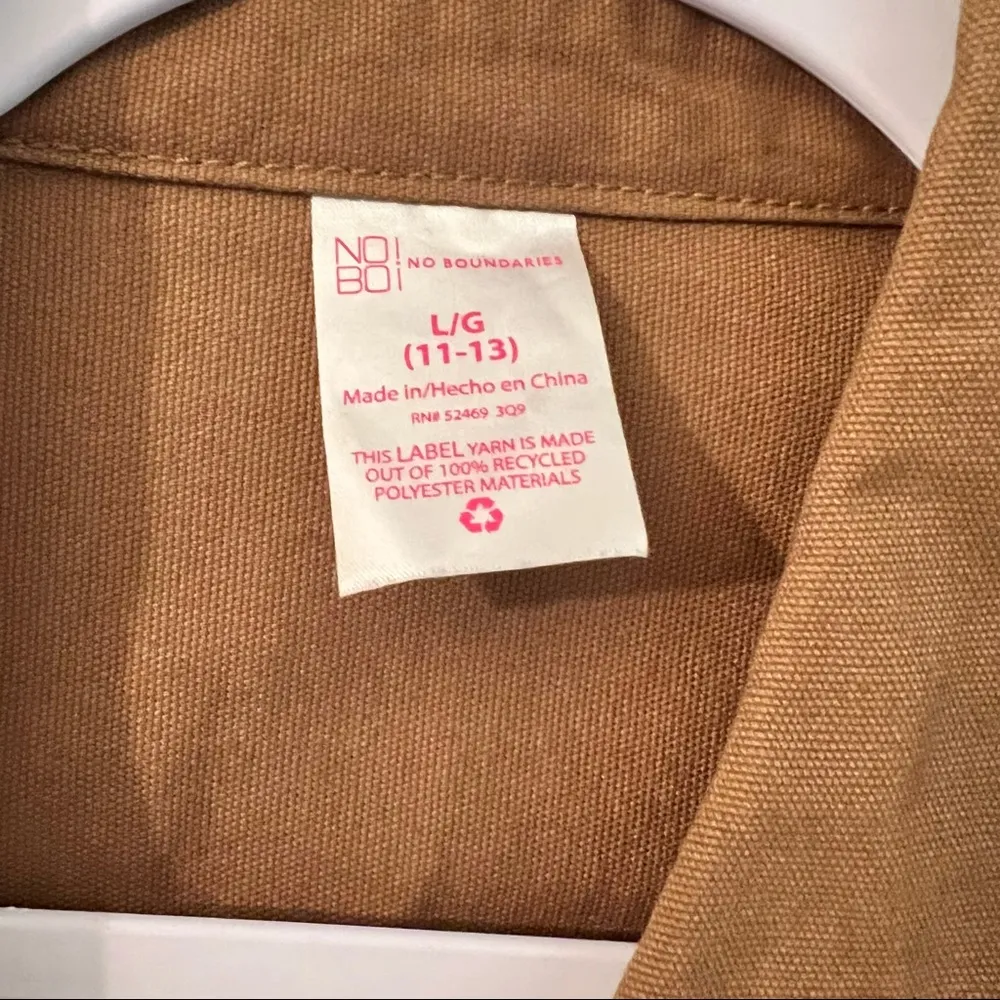 NO!
BO¡ NO BOUNDARIES
L/G
(11-13)
Made in/Hecho en China
RN# 52469 3Q9
THIS LABEL YARN IS MADE
OUT OF 100% RECYCLED
POLYESTER MATERIALS